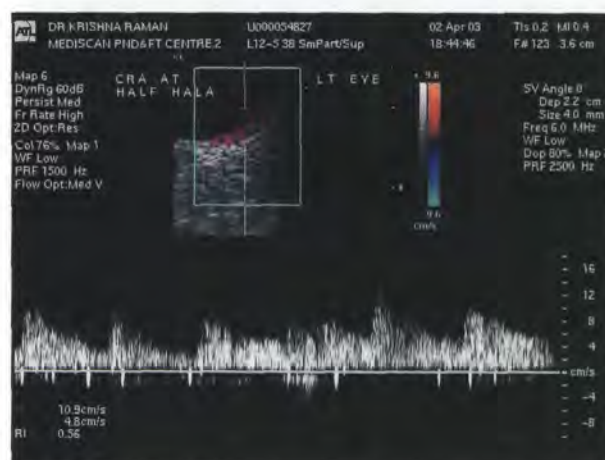 ATL
DR KRISHNA RAMAN
MEDISCAN PND&FT CENTRE.2
Uo00054827
L12-5 38 SmPart/Sup
02 Apr 03
18:44:46
TIs 0.2 MI 0.4
F# 123 3.6 cm
Map 6
DynRg 60dB
Persist Med
Fr Rate High
2D Opt:Res
Col 76% Map 1
WF Low
PRF 1500 Hz
Flow Opt:Med V
CRA AT
HALF HALA
LT EYE
9.6
9.6
cm/s
SV Angle 0
Dep 2.2 cm
Size 4.0 mm
Freq 6.0 MHz
WF Low
Dop 80% Map
PRF 2500 Hz
16
12
8
4
cm/s
-4
-8
10.9cm/s
4.8cm/s
RI 0.56